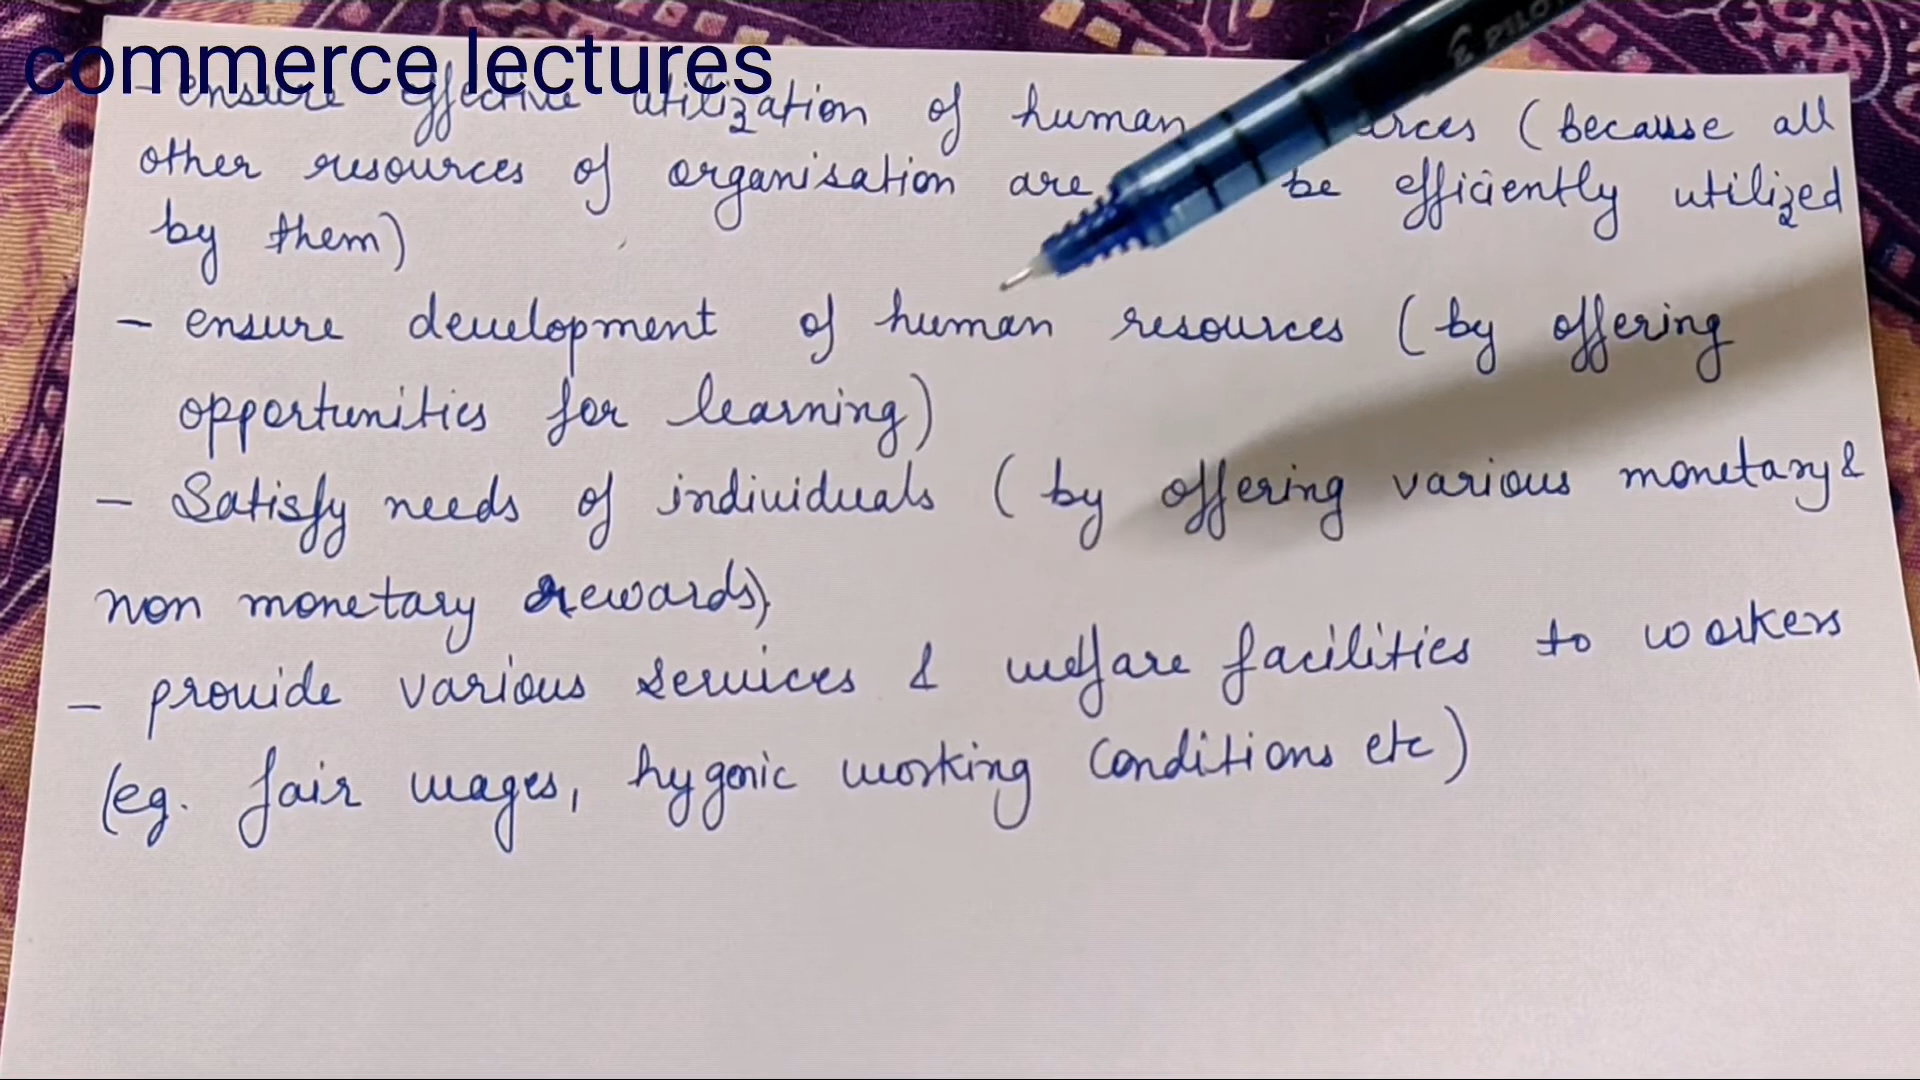 commerce lectures
- ensure effective utilization of human (because all
other resources of organisation are be efficiently utilized
by them)
- ensure development of human resources (by offering
opportunities for learning)
- Satisfy needs of individuals (by offering various monetary &
non monetary rewards)
- provide various services & welfare facilities to workers
(eg. fair wages, hygenic working conditions etc)
PILOT